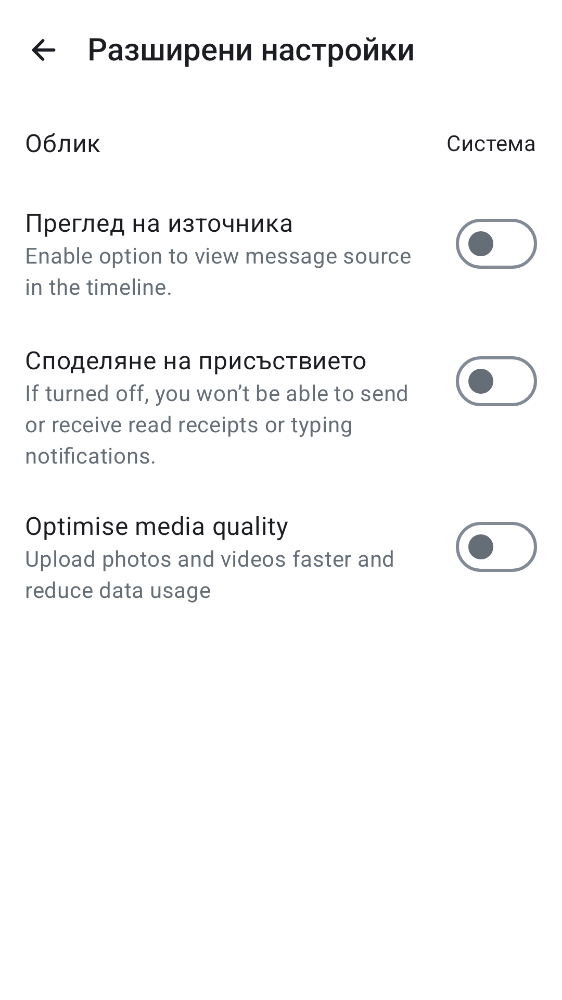 Разширени настройки
Облик
Система
Преглед на източника
Enable option to view message source
in the timeline.
Споделяне на присъствието
If turned off, you won’t be able to send
or receive read receipts or typing
notifications.
Optimise media quality
Upload photos and videos faster and
reduce data usage